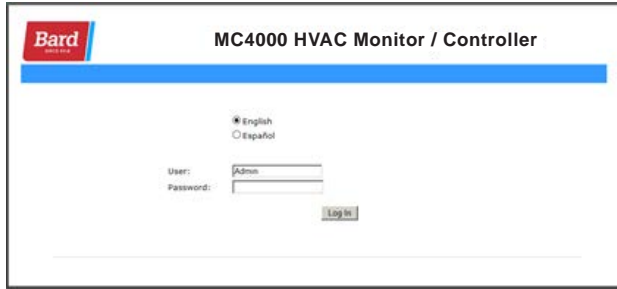 Bard
MC4000 HVAC Monitor / Controller
English
Español
User:
Admin
Password:
Log In